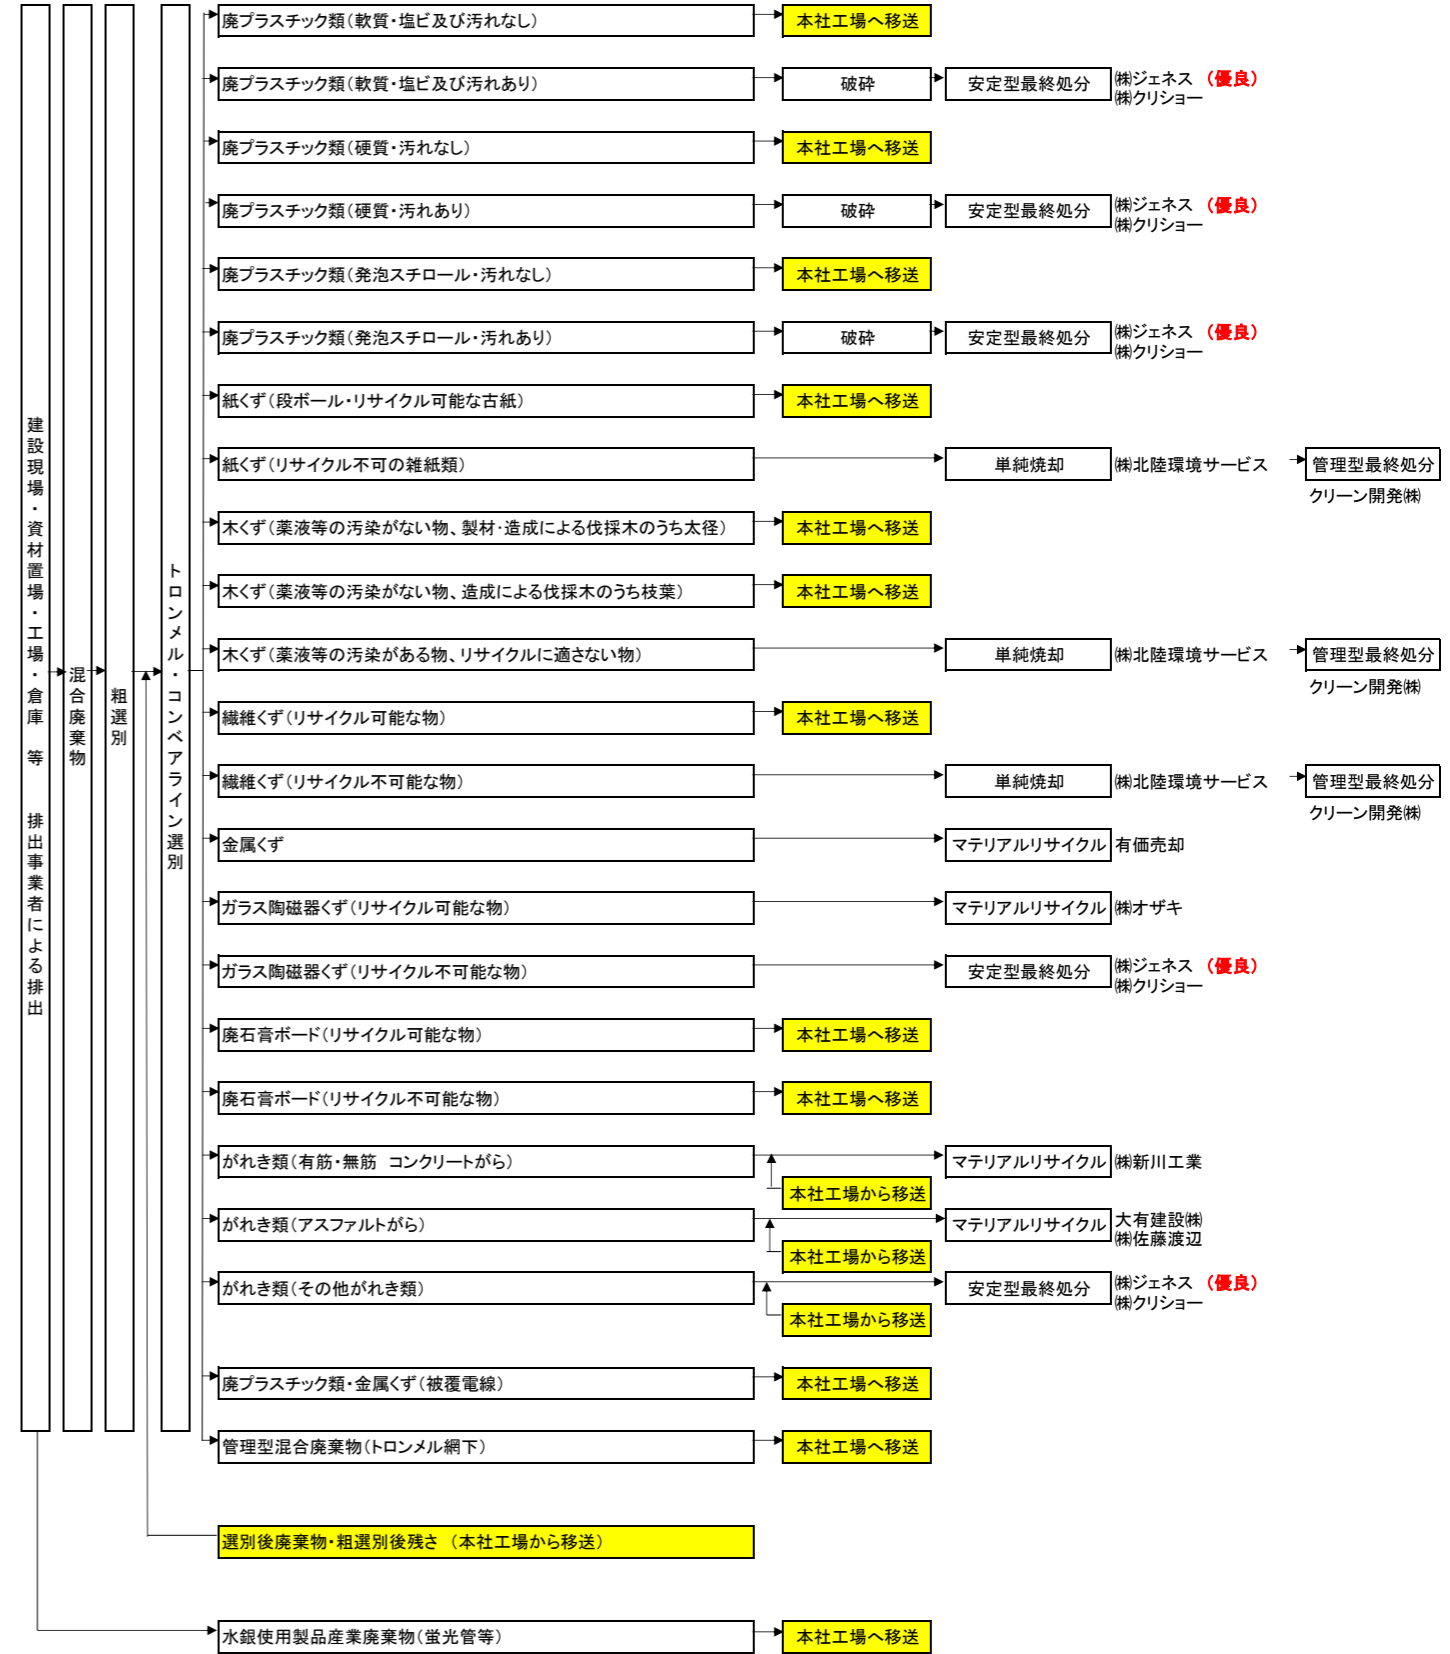 建設現場・資材置場・工場・倉庫　等　　排出事業者による排出
混合廃棄物
粗選別
トロンメル・コンベアライン選別
廃プラスチック類（軟質・塩ビ及び汚れなし）
本社工場へ移送
廃プラスチック類（軟質・塩ビ及び汚れあり）
破砕
安定型最終処分
㈱ジェネス　（優良）
㈱クリショー
廃プラスチック類（硬質・汚れなし）
本社工場へ移送
廃プラスチック類（硬質・汚れあり）
破砕
安定型最終処分
㈱ジェネス　（優良）
㈱クリショー
廃プラスチック類（発泡スチロール・汚れなし）
本社工場へ移送
廃プラスチック類（発泡スチロール・汚れあり）
破砕
安定型最終処分
㈱ジェネス　（優良）
㈱クリショー
紙くず（段ボール・リサイクル可能な古紙）
本社工場へ移送
紙くず（リサイクル不可の雑紙類）
単純焼却
㈱北陸環境サービス
管理型最終処分
クリーン開発㈱
木くず（薬液等の汚染がない物、製材・造成による伐採木のうち太径）
本社工場へ移送
木くず（薬液等の汚染がない物、造成による伐採木のうち枝葉）
本社工場へ移送
木くず（薬液等の汚染がある物、リサイクルに適さない物）
単純焼却
㈱北陸環境サービス
管理型最終処分
クリーン開発㈱
繊維くず（リサイクル可能な物）
本社工場へ移送
繊維くず（リサイクル不可能な物）
単純焼却
㈱北陸環境サービス
管理型最終処分
クリーン開発㈱
金属くず
マテリアルリサイクル
有価売却
ガラス陶磁器くず（リサイクル可能な物）
マテリアルリサイクル
㈱オザキ
ガラス陶磁器くず（リサイクル不可能な物）
安定型最終処分
㈱ジェネス　（優良）
㈱クリショー
廃石膏ボード（リサイクル可能な物）
本社工場へ移送
廃石膏ボード（リサイクル不可能な物）
本社工場へ移送
がれき類（有筋・無筋　コンクリートがら）
マテリアルリサイクル
㈱新川工業
本社工場から移送
がれき類（アスファルトがら）
マテリアルリサイクル
大有建設㈱
㈱佐藤渡辺
本社工場から移送
がれき類（その他がれき類）
安定型最終処分
㈱ジェネス　（優良）
㈱クリショー
本社工場から移送
廃プラスチック類・金属くず（被覆電線）
本社工場へ移送
管理型混合廃棄物（トロンメル網下）
本社工場へ移送
選別後廃棄物・粗選別後残さ　（本社工場から移送）
水銀使用製品産業廃棄物（蛍光管等）
本社工場へ移送